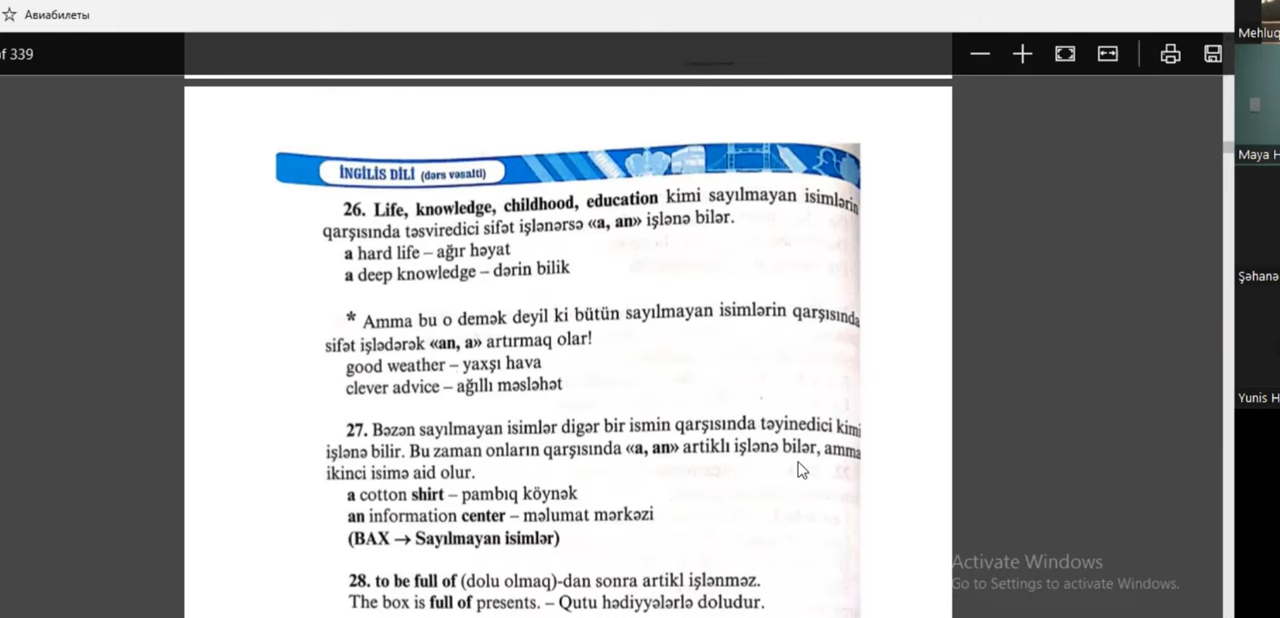 Авиабилеты
of 339
Mehluq
Maya H
Şəhanə
Yunis H
İNGİLİS DİLİ (dərs vəsaiti)
26. Life, knowledge, childhood, education kimi sayılmayan isimlərin
qarşısında təsviredici sifət işlənərsə «a, an» işlənə bilər.
a hard life – ağır həyat
a deep knowledge – dərin bilik
* Amma bu o demək deyil ki bütün sayılmayan isimlərin qarşısında
sifət işlədərək «an, a» artırmaq olar!
good weather – yaxşı hava
clever advice – ağıllı məsləhət
27. Bəzən sayılmayan isimlər digər bir ismin qarşısında təyinedici kimi
işlənə bilir. Bu zaman onların qarşısında «a, an» artiklı işlənə bilər, amma
ikinci isimə aid olur.
a cotton shirt – pambıq köynək
an information center – məlumat mərkəzi
(BAX → Sayılmayan isimlər)
28. to be full of (dolu olmaq)-dan sonra artikl işlənməz.
The box is full of presents. – Qutu hədiyyələrlə doludur.
Activate Windows
Go to Settings to activate Windows.